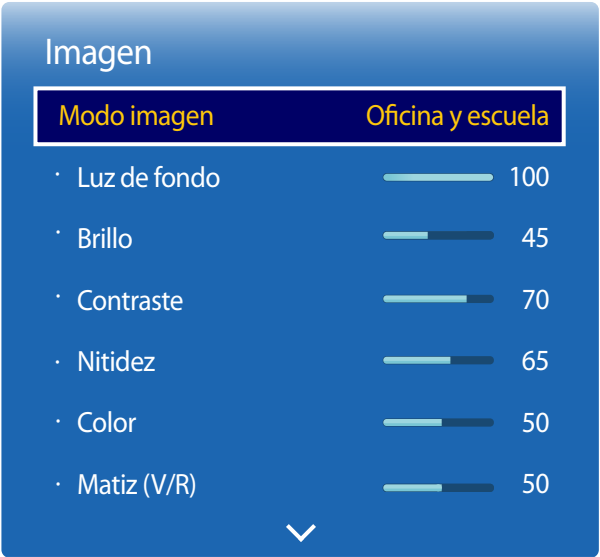 Imagen
Modo imagen Oficina y escuela
· Luz de fondo 100
· Brillo 45
· Contraste 70
· Nitidez 65
· Color 50
· Matiz (V/R) 50